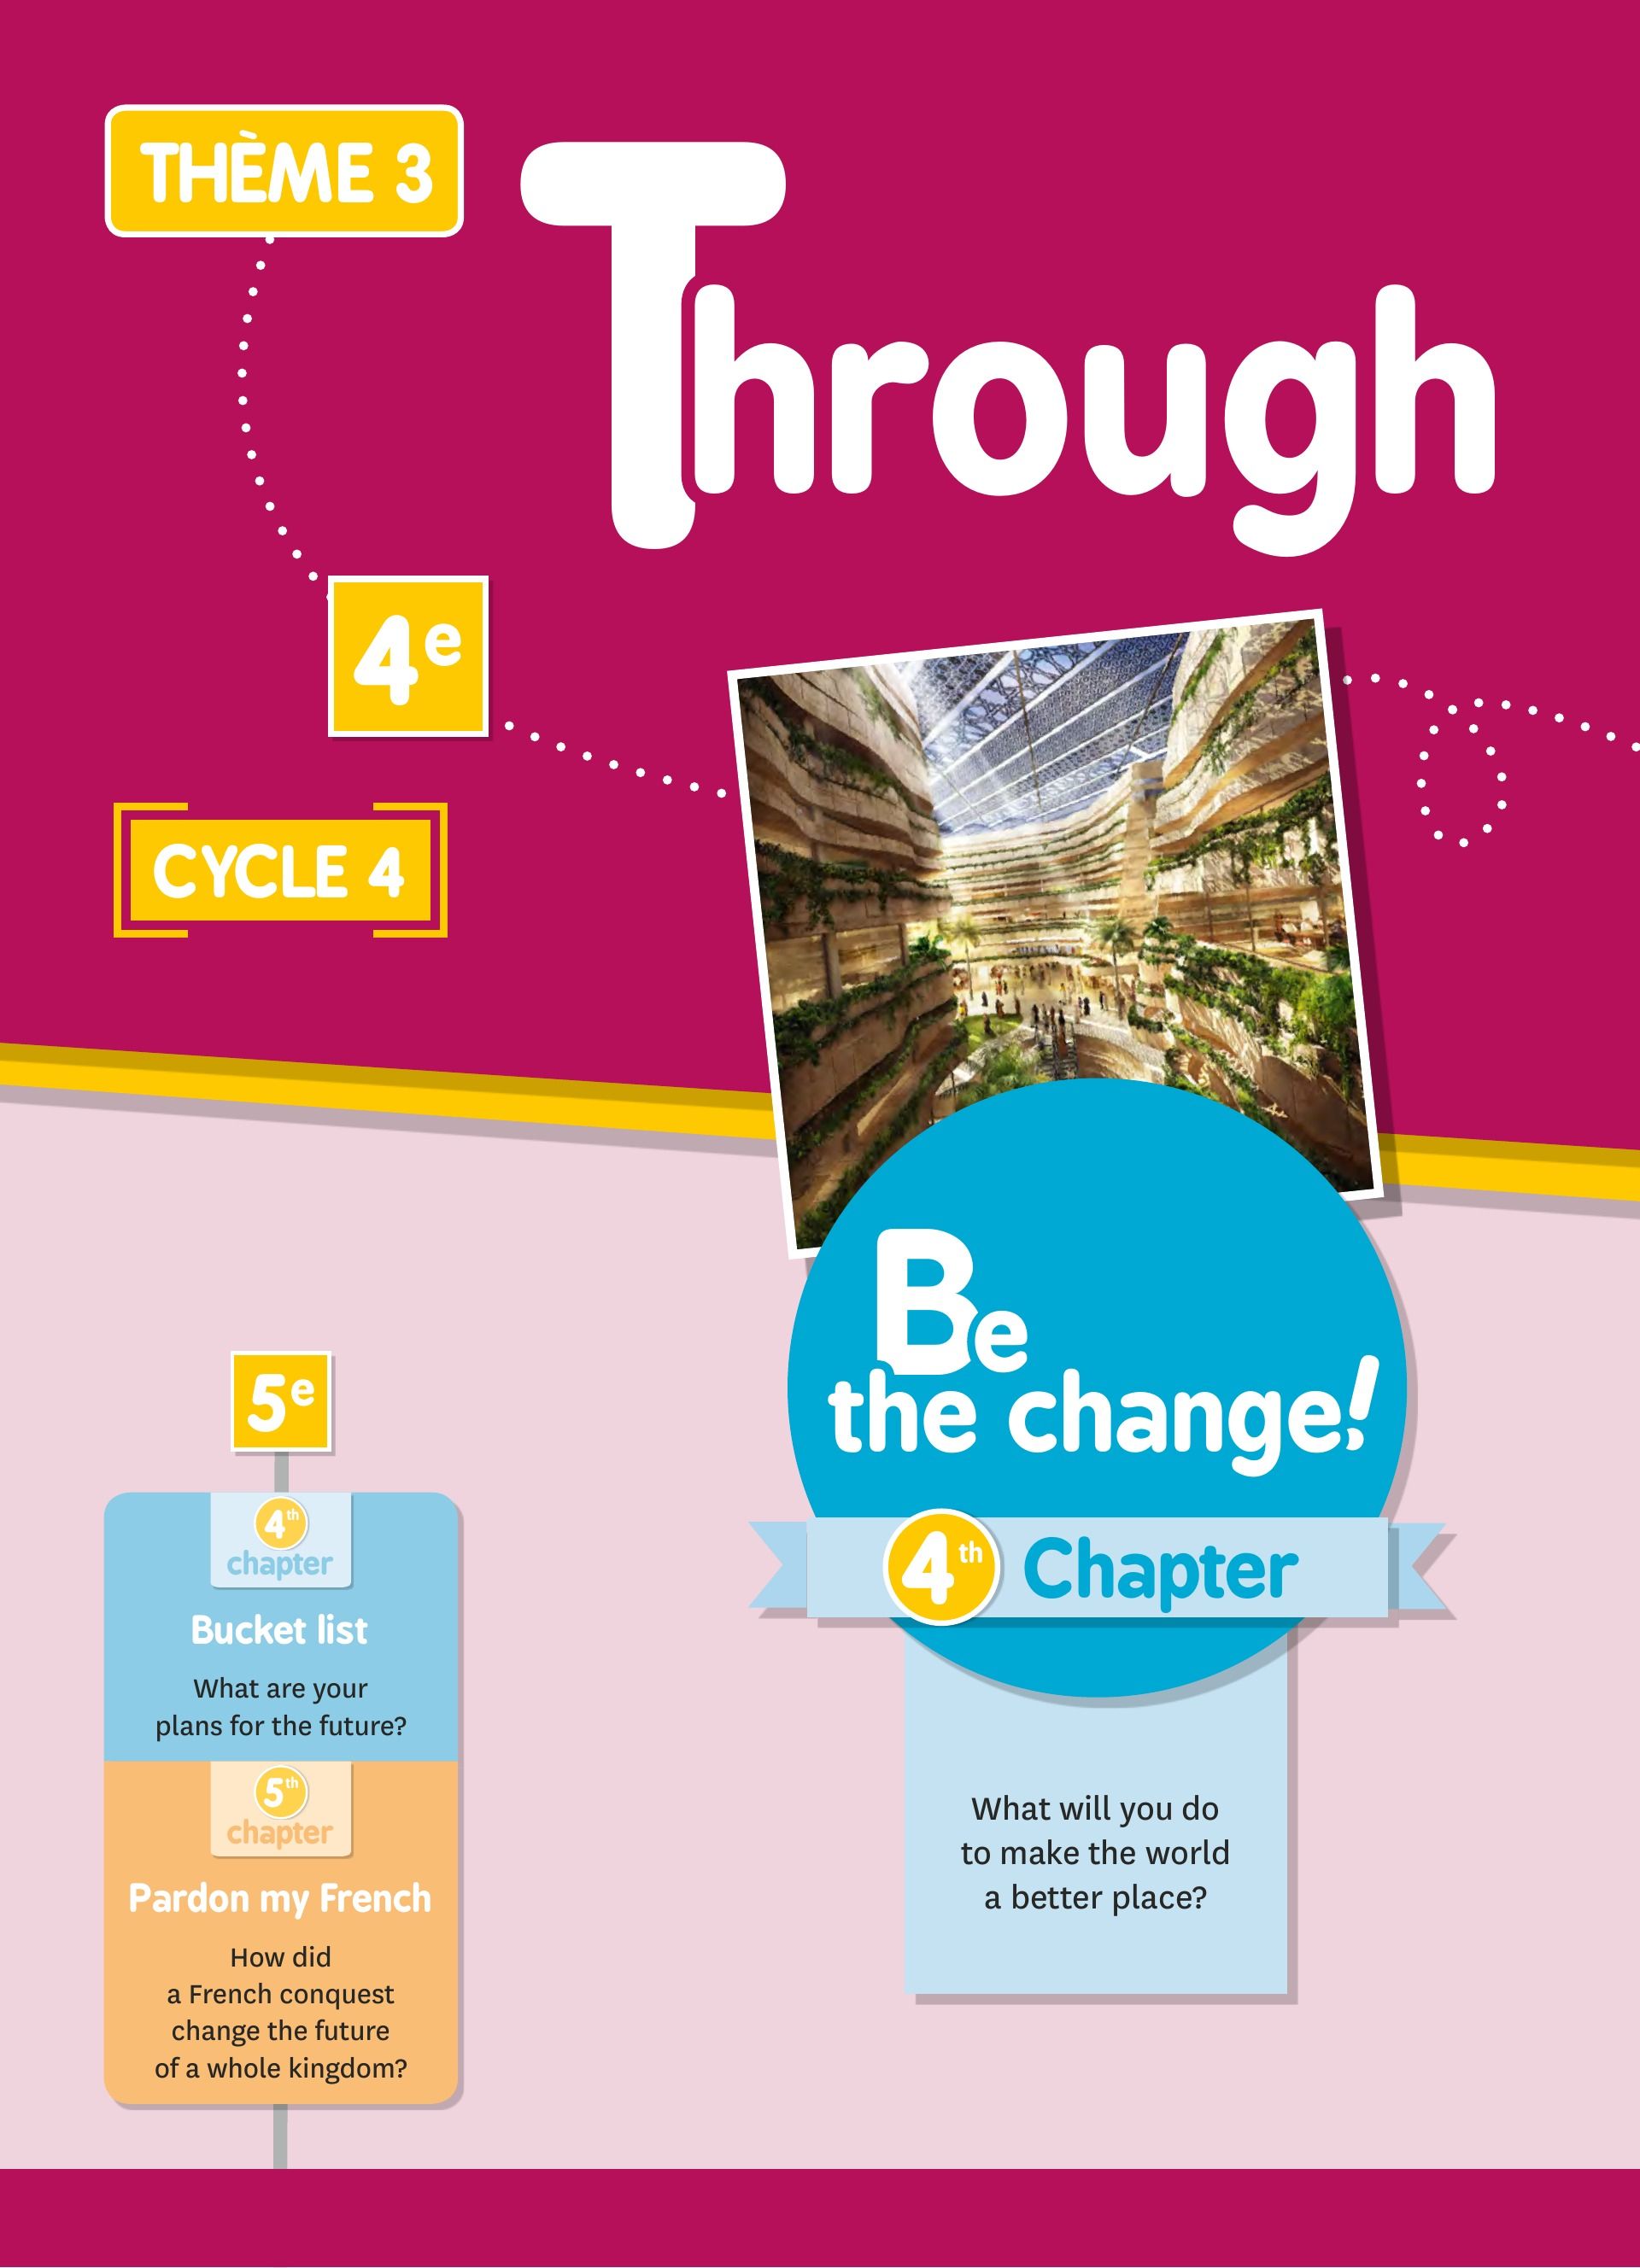 THÈME 3
Through
4e
CYCLE 4
Be
the change!
4th Chapter
What will you do
to make the world
a better place?
5e
4th
chapter
Bucket list
What are your
plans for the future?
5th
chapter
Pardon my French
How did
a French conquest
change the future
of a whole kingdom?